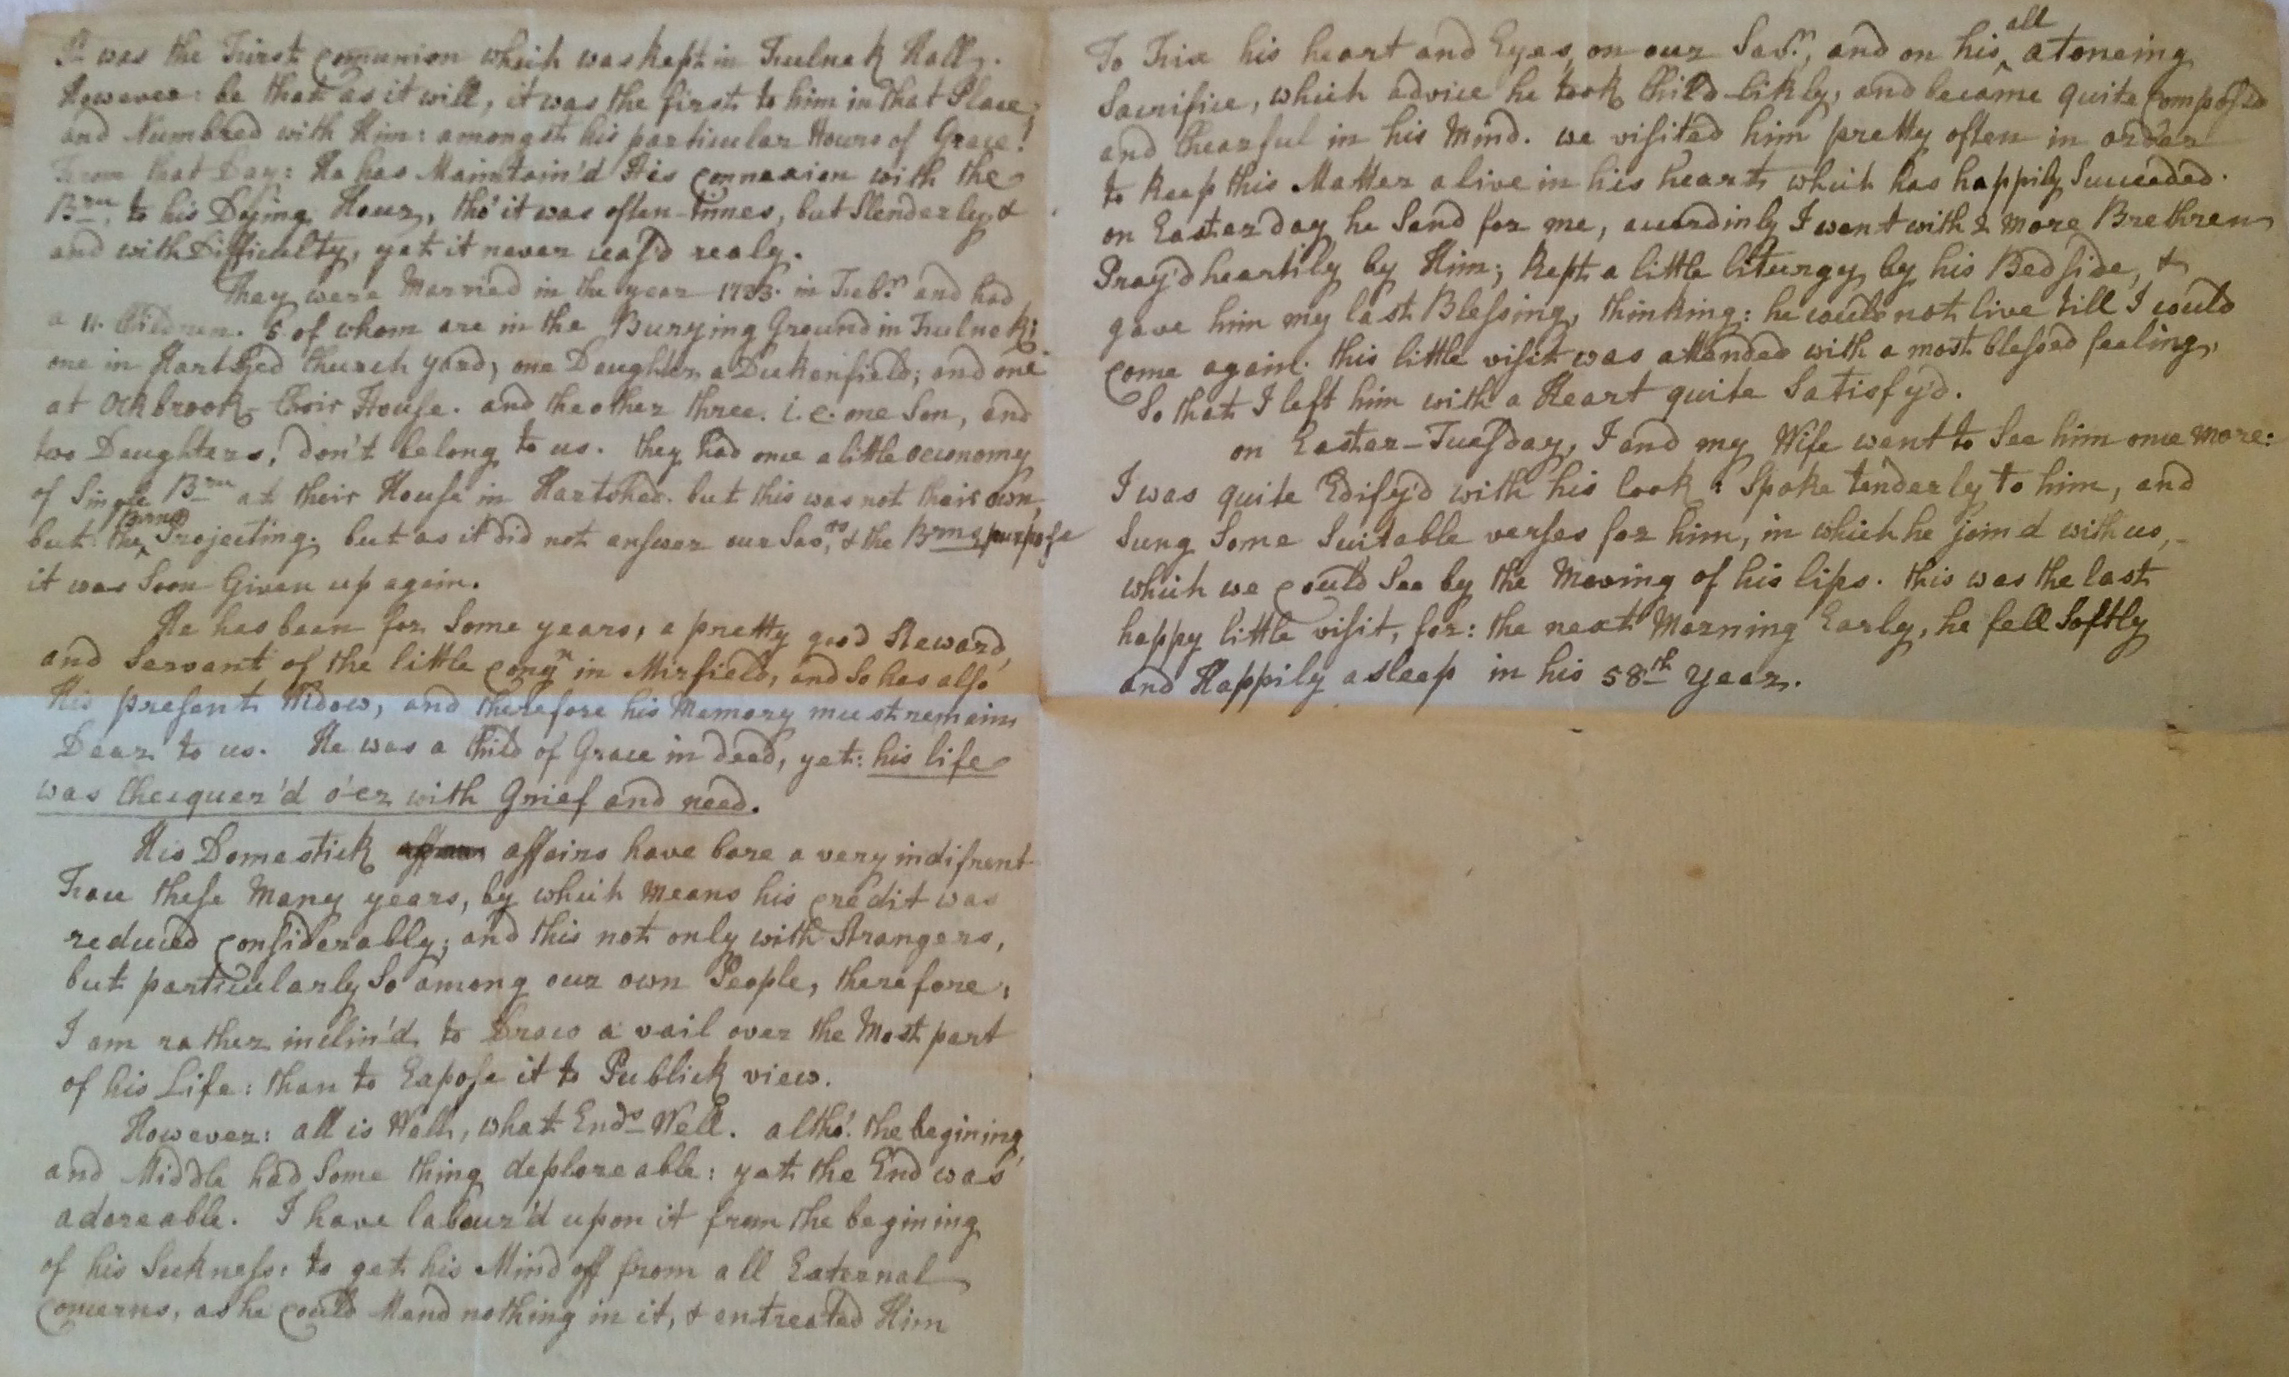 It was the First Comunion which was kept in Fulnek Hall.
However: be that as it will, it was the first to him in that Place,
and Numbred with Him: amongst his particular Hours of Grace!
From that Day: He has Maintain'd His Connexion with the
Brn. to his Dying Hour, tho' it was often-times, but Slenderley &
and with Difficulty, yet it never ceas'd realy.
They were Married in the year 1733. in Febry and had
a 11. Children. 5 of whom are in the Burying Ground in Fulnek;
one in Hartshed Church yard; one Daughter a Duckenfield; and one
at Ockbrook Choir House. and the other three. i.e. one Son, and
two Daughters, don't belong to us. they had once a little oeconomy
of Single Brn at their House in Hartshed. but this was not their own,
but the Brns Projecting. but as it did not answer our Savrs, & the Brns purpose
it was Soon Given up again.
He has been for Some years, a pretty good Steward,
and Servant of the little Congn in Mirfield, and So has also
His present Widow, and therefore his Memory must remain
Dear to us. He was a Child of Grace in deed, yet: his life
was Checquer'd o'er with Grief and need.
His Domestick affairs have bore a very indifrent
Face these Many years, by which Means his credit was
reduced Considerably; and this not only with Strangers,
but particularly So among our own People, therefore,
I am rather inclin'd to Draw a vail over the Most part
of his Life: than to Expose it to Publick view.
However: all is Well, what Ends Well. altho' the begining
and Middle had Some thing deploreable: yet the End was
adoreable. I have labour'd upon it from the begining
of his Sickness: to get his Mind off from all External
Concerns, as he Could Mend nothing in it, & entreated Him
To Fix his heart and Eyes, on our Savr, and on his all atoneing
Sacrifice, which advice he took Child-likly, and became quite Composed
and Chearful in his Mind. we visited him pretty often in order
to keep this Matter alive in his heart, which has happily Succeeded.
on Easter day he Send for me, accordinly I went with 2 more Brethren
Pray'd heartily by Him; kept a little liturgy by his Bedside, &
gave him my last Blessing, thinking: he would not live till I could
Come again. this little visit was attended with a most blessed feeling,
So that I left him with a Heart quite Satisfy'd.
on Easter-Tuesday, I and my Wife went to See him once more:
I was quite Edify'd with his look: Spoke tenderly to him, and
Sung Some Suitable verses for him, in which he join'd with us,
which we Could See by the Moving of his lips. this was the last
happy little visit, for: the next Morning Early, he fell Softly
and Happily asleep in his 58th Year.